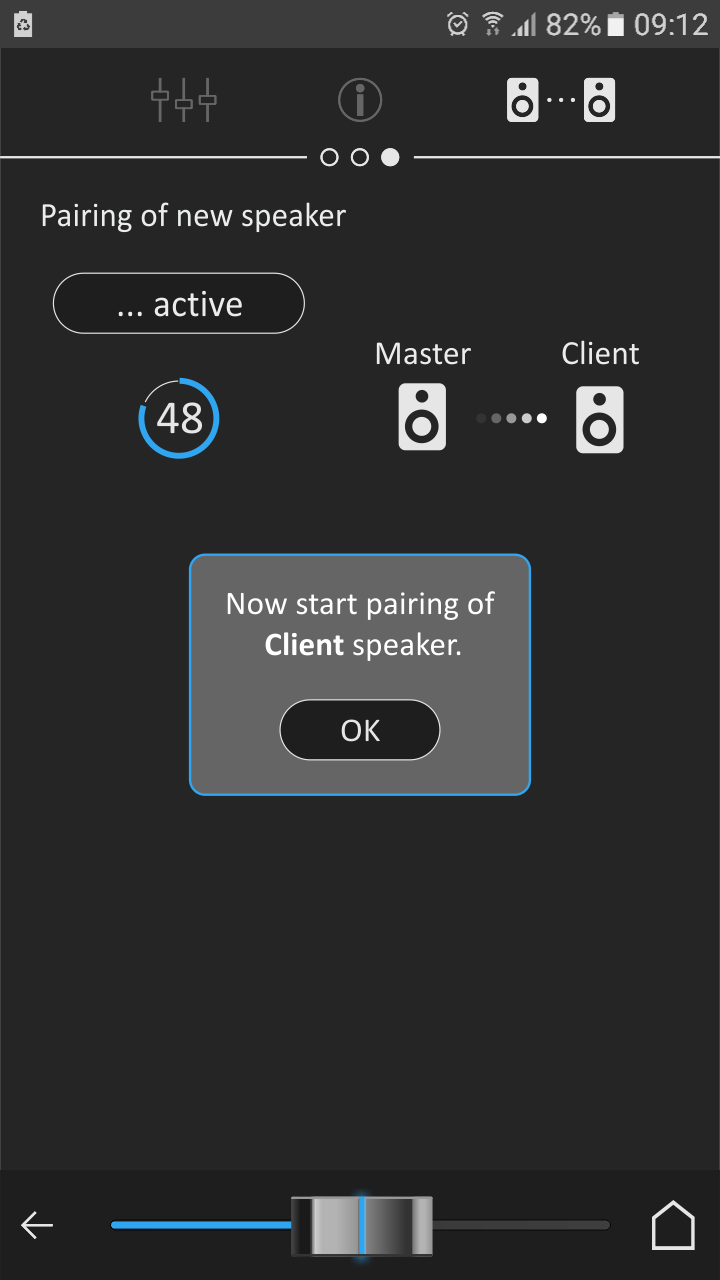 82% 09:12
Pairing of new speaker
... active
Master Client
48
Now start pairing of
Client speaker.
OK